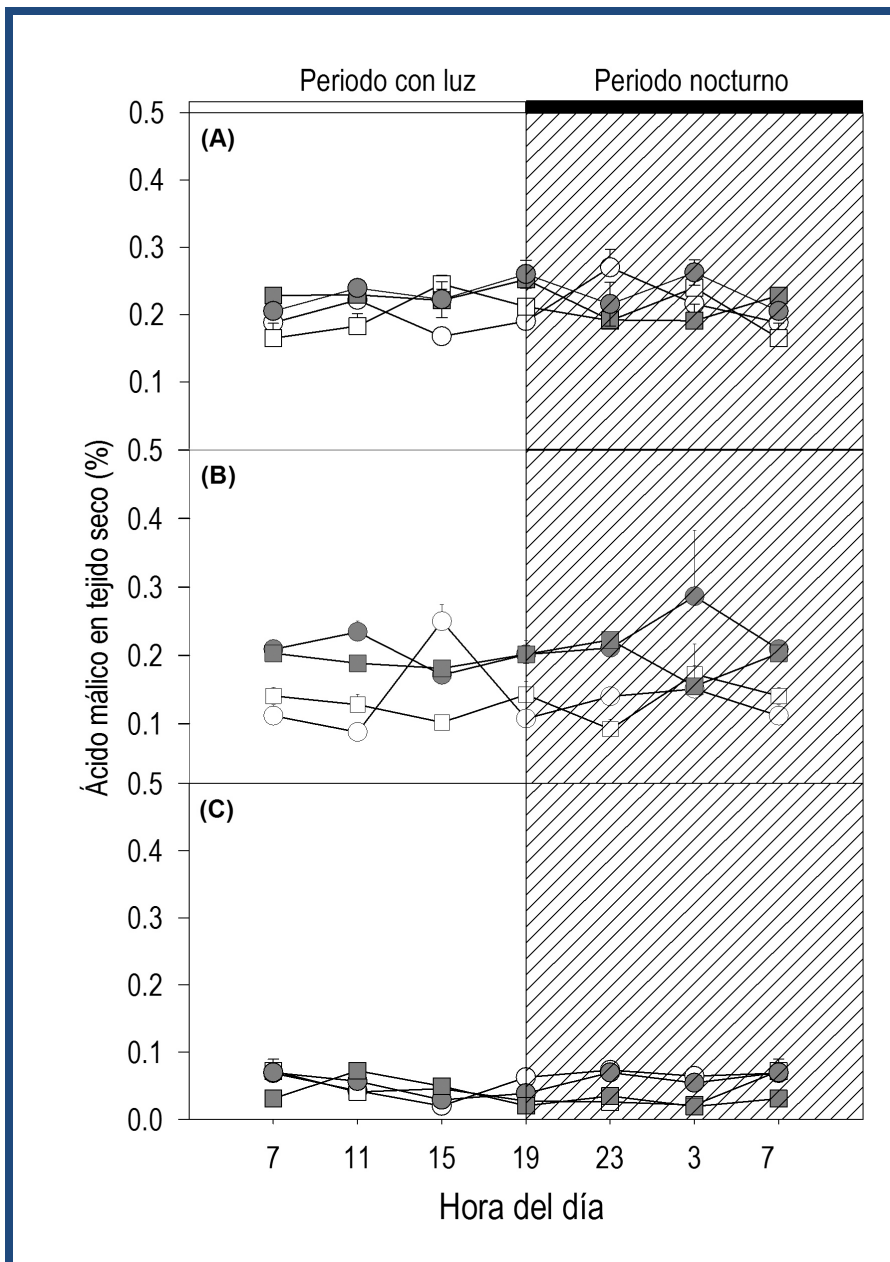 Periodo con luz
Periodo nocturno
0.5
(A)
0.4
0.3
0.2
0.1
0.5
(B)
0.4
0.3
0.2
0.1
0.5
(C)
0.4
0.3
0.2
0.1
0.0
Ácido málico en tejido seco (%)
7 11 15 19 23 3 7
Hora del día